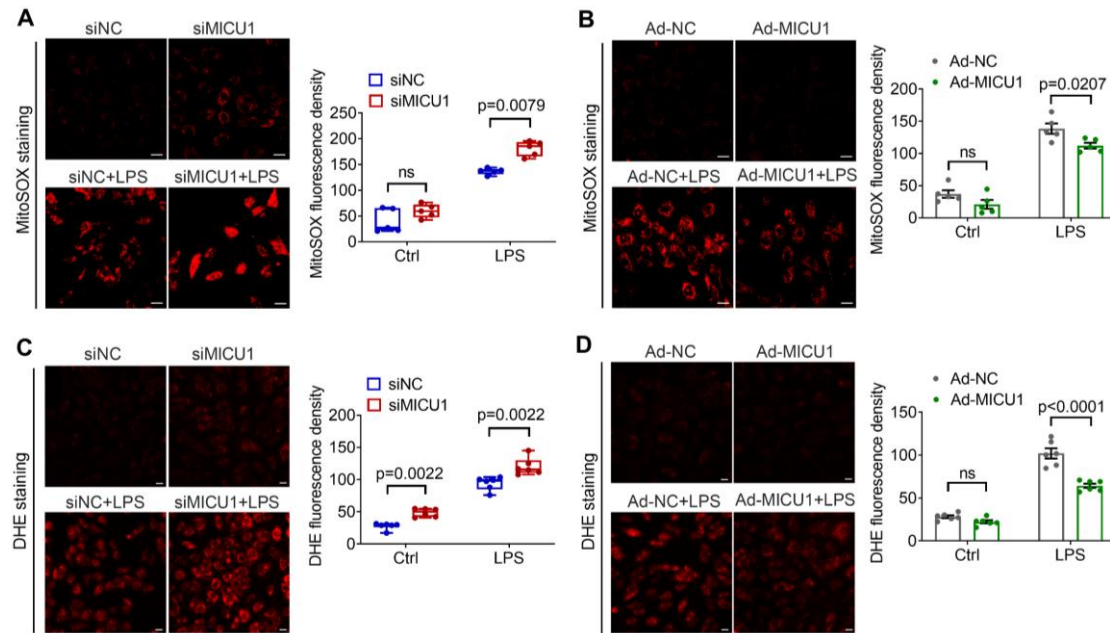 A
siNC siMICU1
siNC+LPS siMICU1+LPS
MitoSOX staining
siNC
siMICU1
MitoSOX fluorescence density
250
200
150
100
50
0
ns
p=0.0079
Ctrl LPS
B
Ad-NC Ad-MICU1
Ad-NC+LPS Ad-MICU1+LPS
MitoSOX staining
Ad-NC
Ad-MICU1
MitoSOX fluorescence density
200
150
100
50
0
ns
p=0.0207
Ctrl LPS
C
siNC siMICU1
siNC+LPS siMICU1+LPS
DHE staining
siNC
siMICU1
DHE fluorescence density
200
150
100
50
0
p=0.0022
p=0.0022
Ctrl LPS
D
Ad-NC Ad-MICU1
Ad-NC+LPS Ad-MICU1+LPS
DHE staining
Ad-NC
Ad-MICU1
DHE fluorescence density
150
100
50
0
ns
p<0.0001
Ctrl LPS